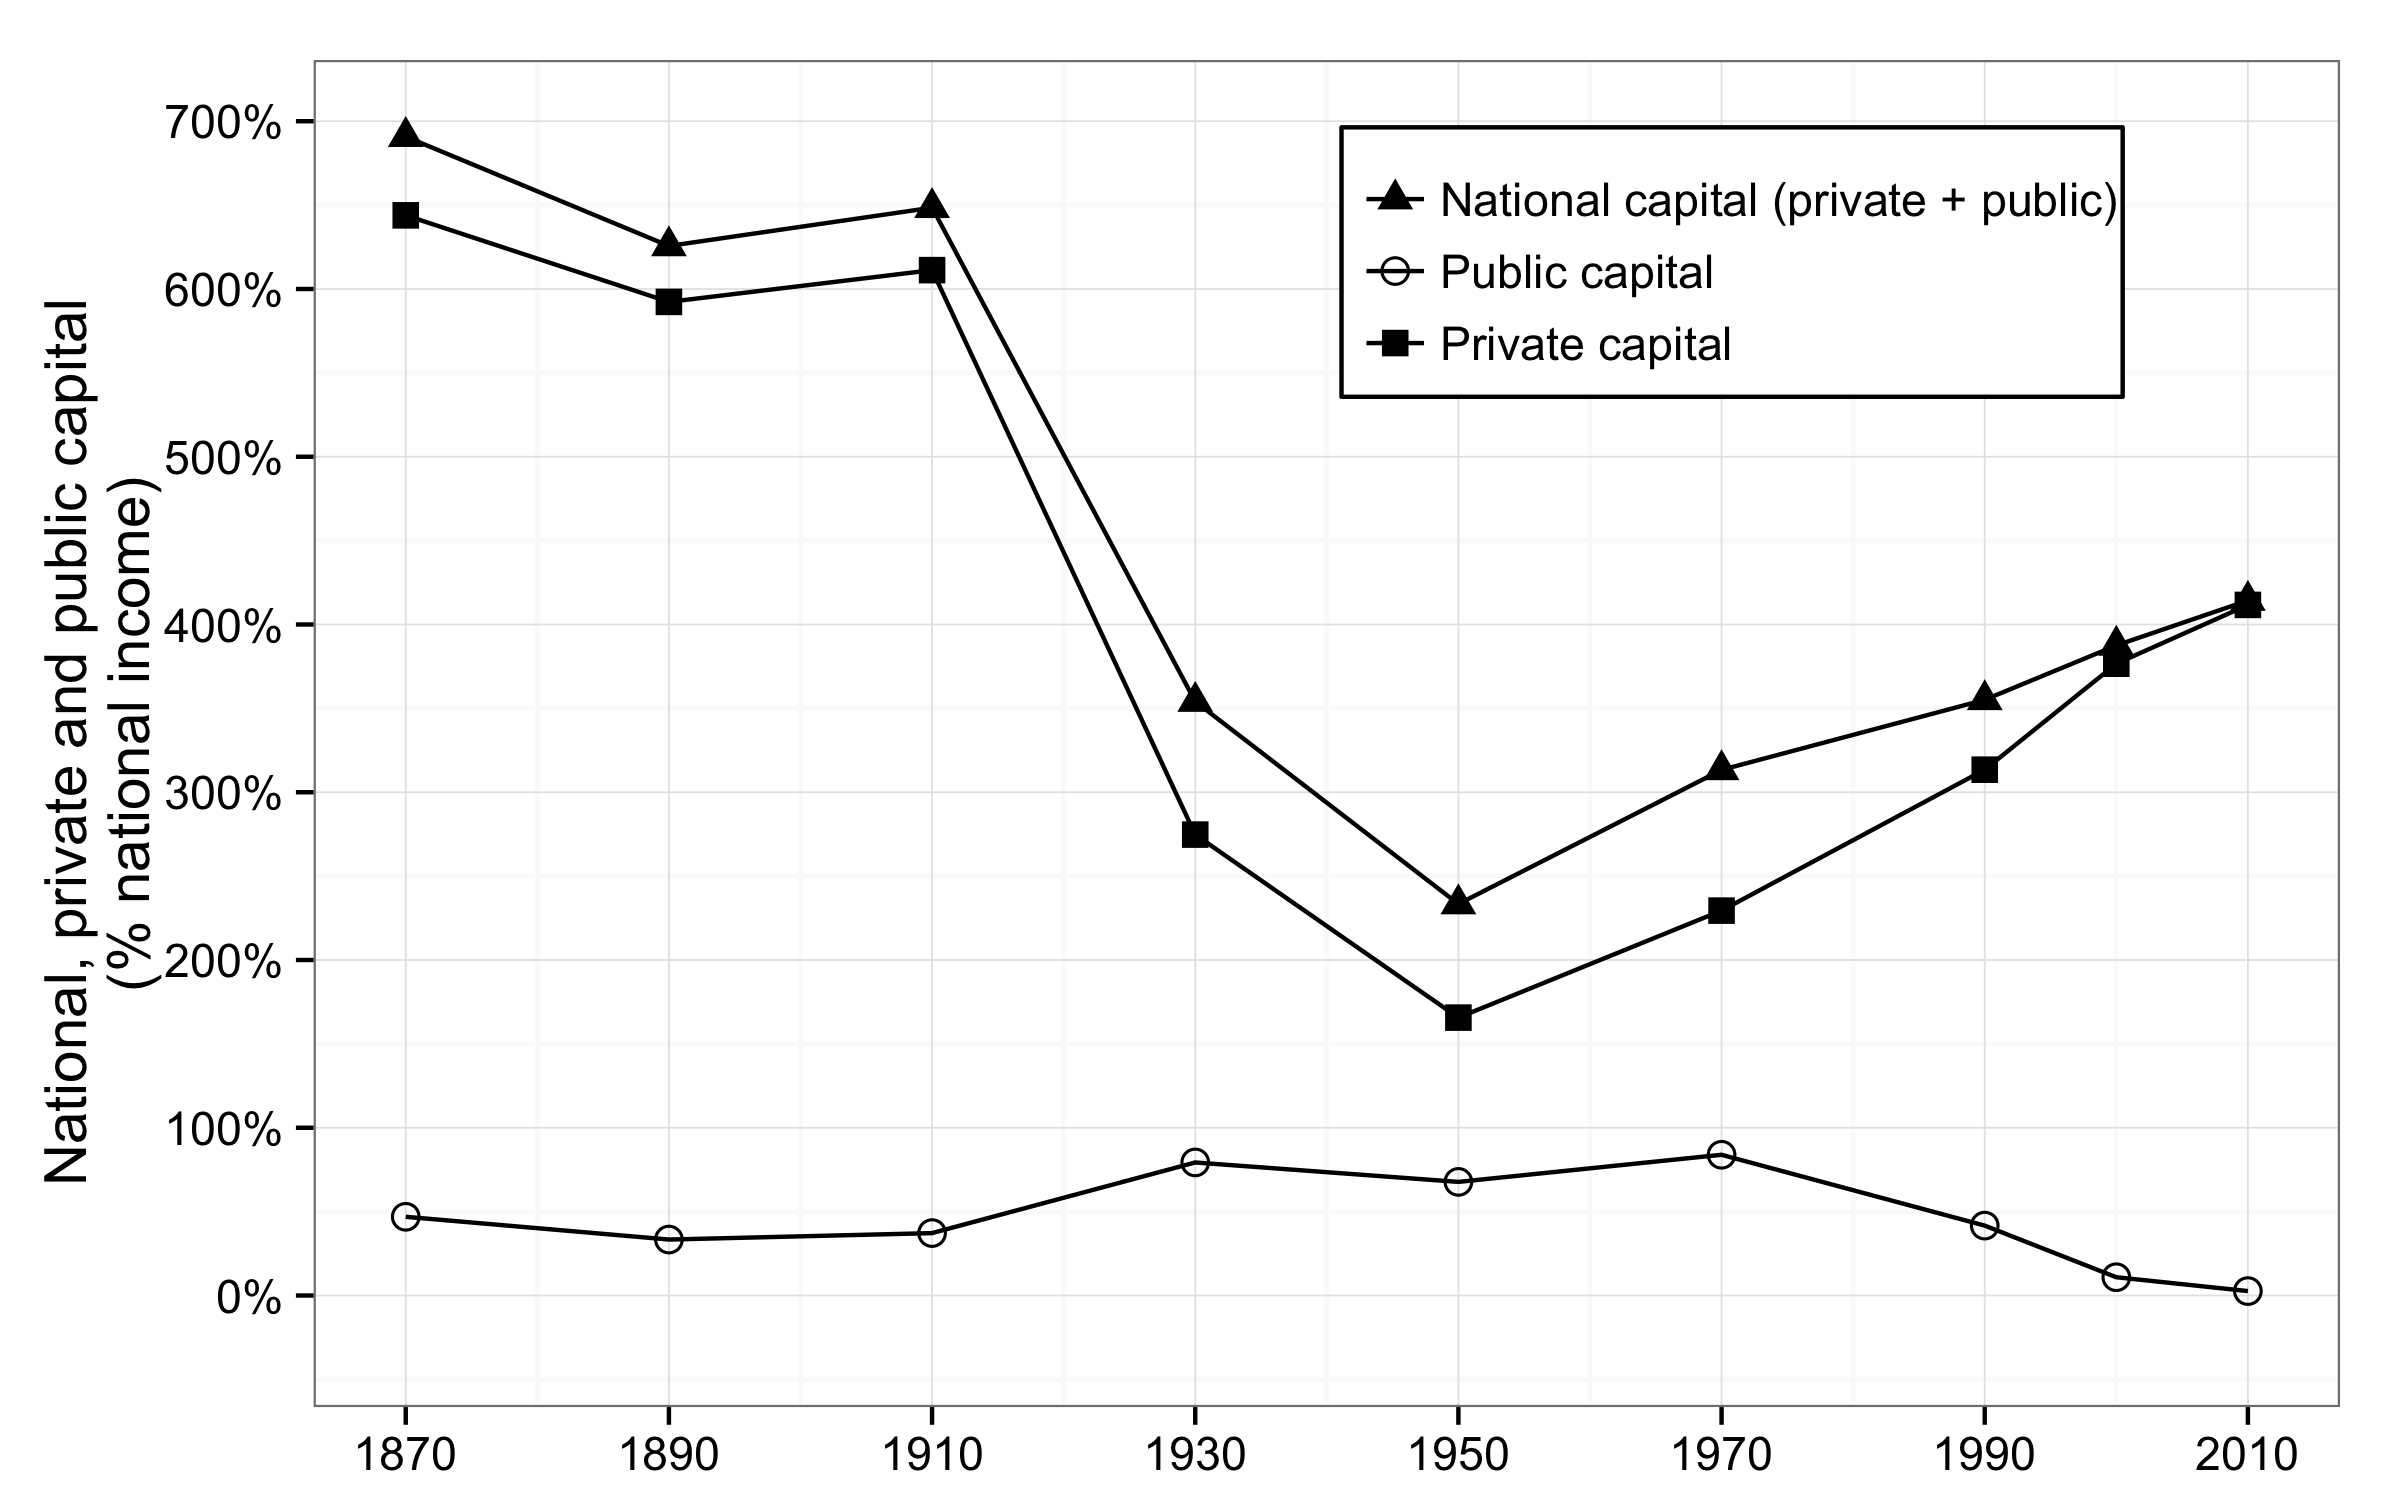 National, private and public capital
(% national income)
700%
600%
500%
400%
300%
200%
100%
0%
National capital (private + public)
Public capital
Private capital
1870 1890 1910 1930 1950 1970 1990 2010